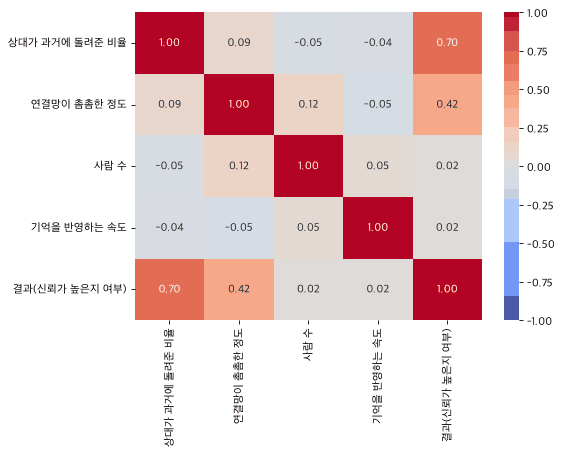 상대가 과거에 돌려준 비율 1.00 0.09 -0.05 -0.04 0.70
연결망이 촘촘한 정도 0.09 1.00 0.12 -0.05 0.42
사람 수 -0.05 0.12 1.00 0.05 0.02
기억을 반영하는 속도 -0.04 -0.05 0.05 1.00 0.02
결과(신뢰가 높은지 여부) 0.70 0.42 0.02 0.02 1.00
상대가 과거에 돌려준 비율
연결망이 촘촘한 정도
사람 수
기억을 반영하는 속도
결과(신뢰가 높은지 여부)
1.00
0.75
0.50
0.25
0.00
-0.25
-0.50
-0.75
-1.00